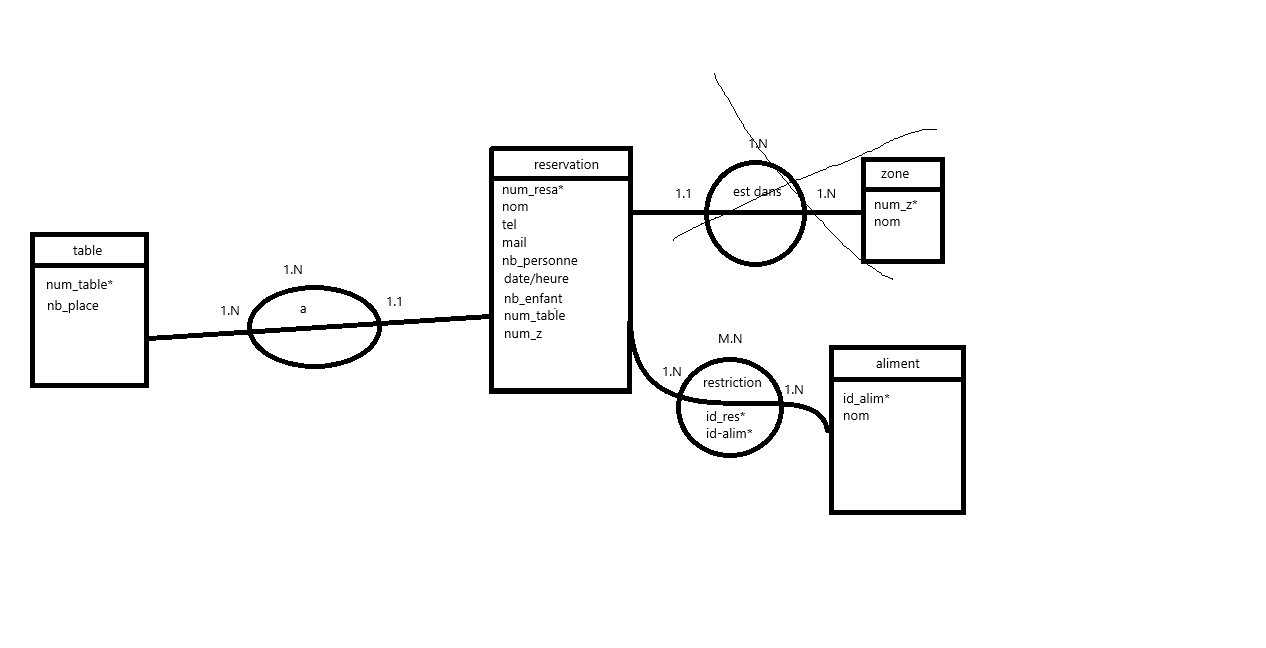 table
num_table*
nb_place
1.N
1.N
a
1.1
reservation
num_resa*
nom
tel
mail
nb_personne
date/heure
nb_enfant
num_table
num_z
1.N
1.1
est dans
1.N
zone
num_z*
nom
M.N
1.N
restriction
1.N
id_res*
id-alim*
aliment
id_alim*
nom